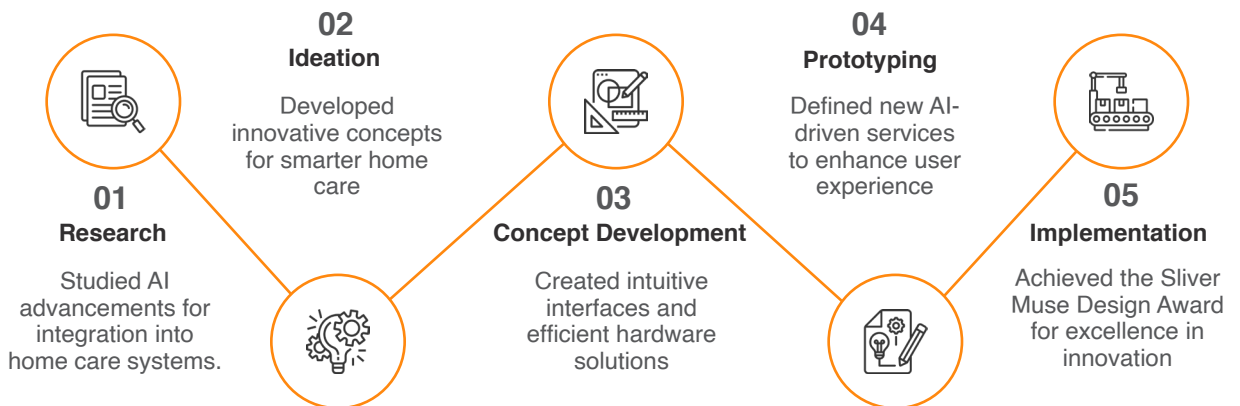 01
Research
Studied AI
advancements for
integration into
home care systems.
02
Ideation
Developed
innovative concepts
for smarter home
care
03
Concept Development
Created intuitive
interfaces and
efficient hardware
solutions
04
Prototyping
Defined new AI-
driven services
to enhance user
experience
05
Implementation
Achieved the Sliver
Muse Design Award
for excellence in
innovation